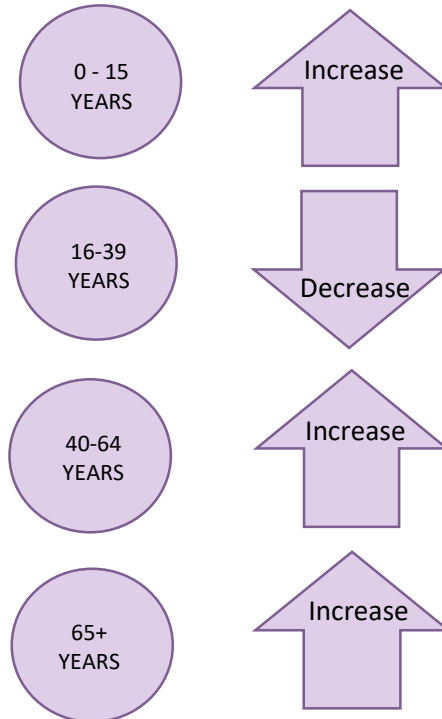 0 - 15
YEARS
Increase
16-39
YEARS
Decrease
40-64
YEARS
Increase
65+
YEARS
Increase